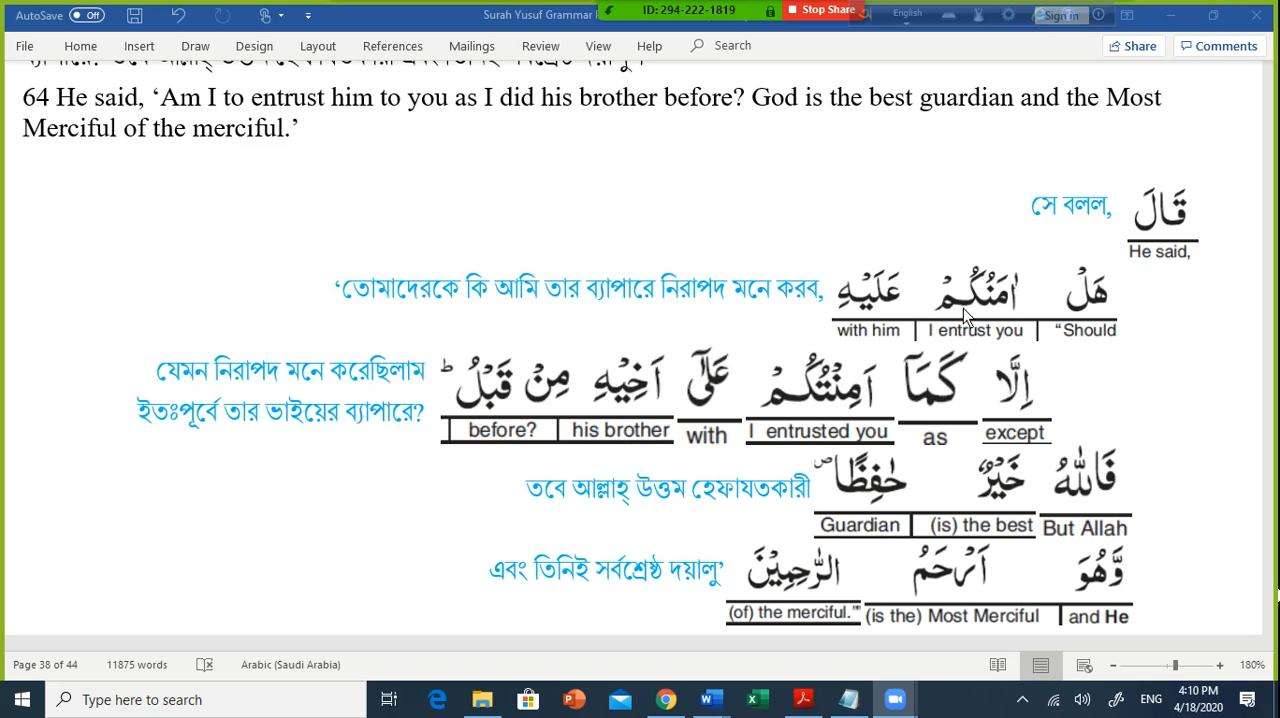 AutoSave Off Surah Yusuf Grammar ID: 294-222-1819 Stop Share English Sign in
File Home Insert Draw Design Layout References Mailings Review View Help Search Share Comments
64 He said, ‘Am I to entrust him to you as I did his brother before? God is the best guardian and the Most
Merciful of the merciful.’
قَالَ সে বলল,
He said,
هَلْ اٰمَنُكُمْ عَلَيْهِ ‘তোমাদেরকে কি আমি তার ব্যাপারে নিরাপদ মনে করব,
“Should I entrust you with him
اِلَّا كَمَآ اَمِنْتُكُمْ عَلٰٓى اَخِيْهِ مِنْ قَبْلُ ؕ যেমন নিরাপদ মনে করেছিলাম
ইতঃপূর্বে তার ভাইয়ের ব্যাপারে?
except as I entrusted you with his brother before?
فَاللّٰهُ خَيْرٌ حٰفِظًا ۖ তবে আল্লাহ্ উত্তম হেফাযতকারী
But Allah (is) the best Guardian
وَّهُوَ اَرْحَمُ الرّٰحِمِيْنَ এবং তিনিই সর্বশ্রেষ্ঠ দয়ালু’
and He (is the) Most Merciful (of) the merciful.”
Page 38 of 44 11875 words Arabic (Saudi Arabia) 180%
Type here to search ENG 4:10 PM
4/18/2020